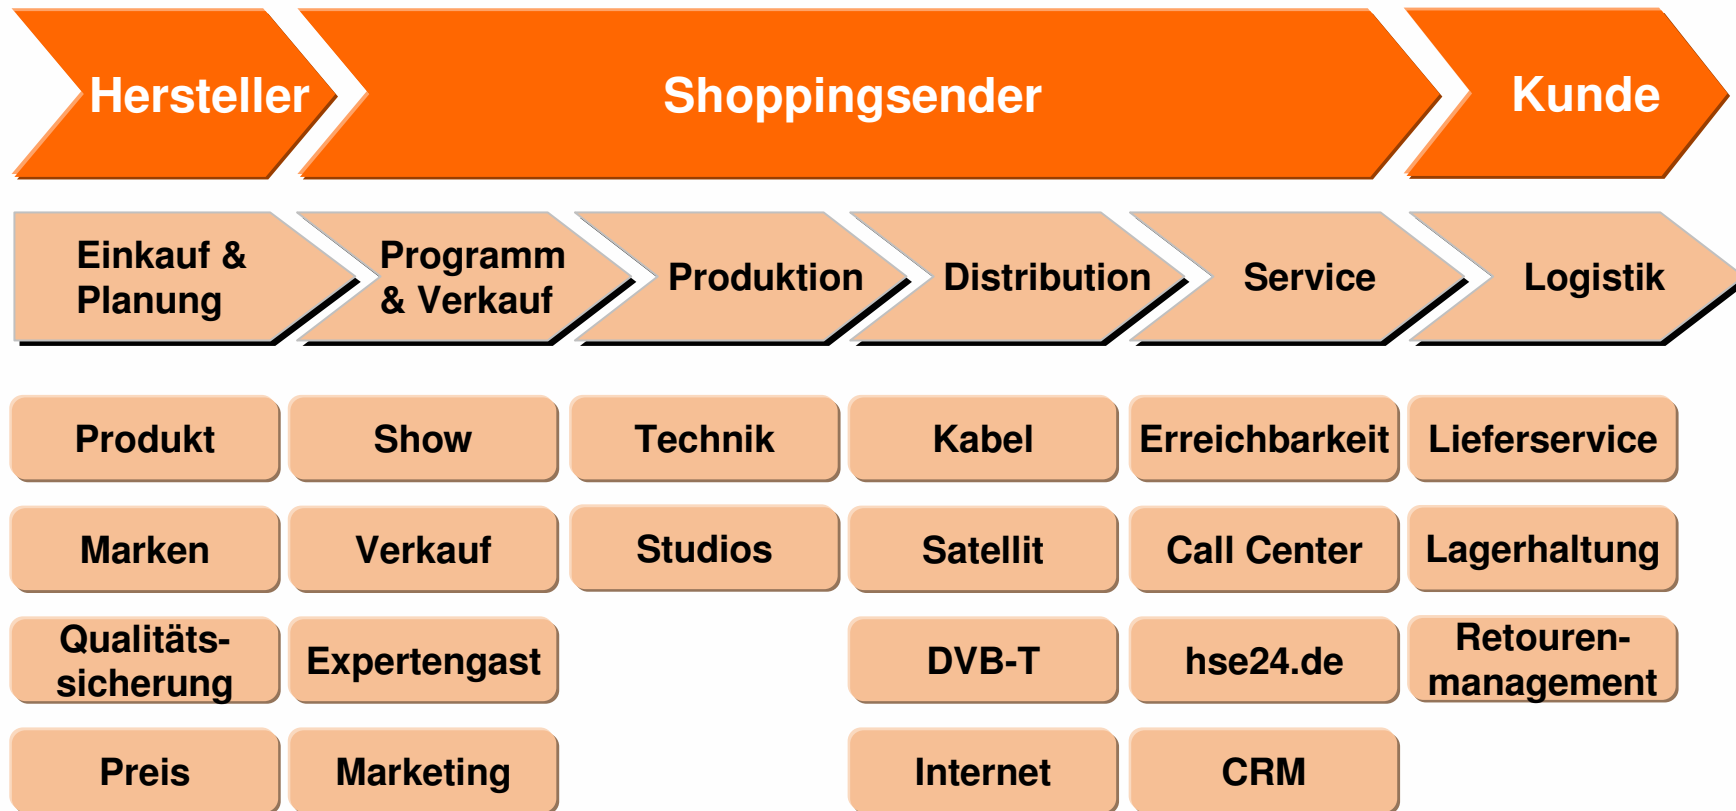 Hersteller
Shoppingsender
Kunde
Einkauf &
Planung
Programm
& Verkauf
Produktion
Distribution
Service
Logistik
Produkt
Show
Technik
Kabel
Erreichbarkeit
Lieferservice
Marken
Verkauf
Studios
Satellit
Call Center
Lagerhaltung
Qualitäts-
sicherung
Expertengast
DVB-T
hse24.de
Retouren-
management
Preis
Marketing
Internet
CRM